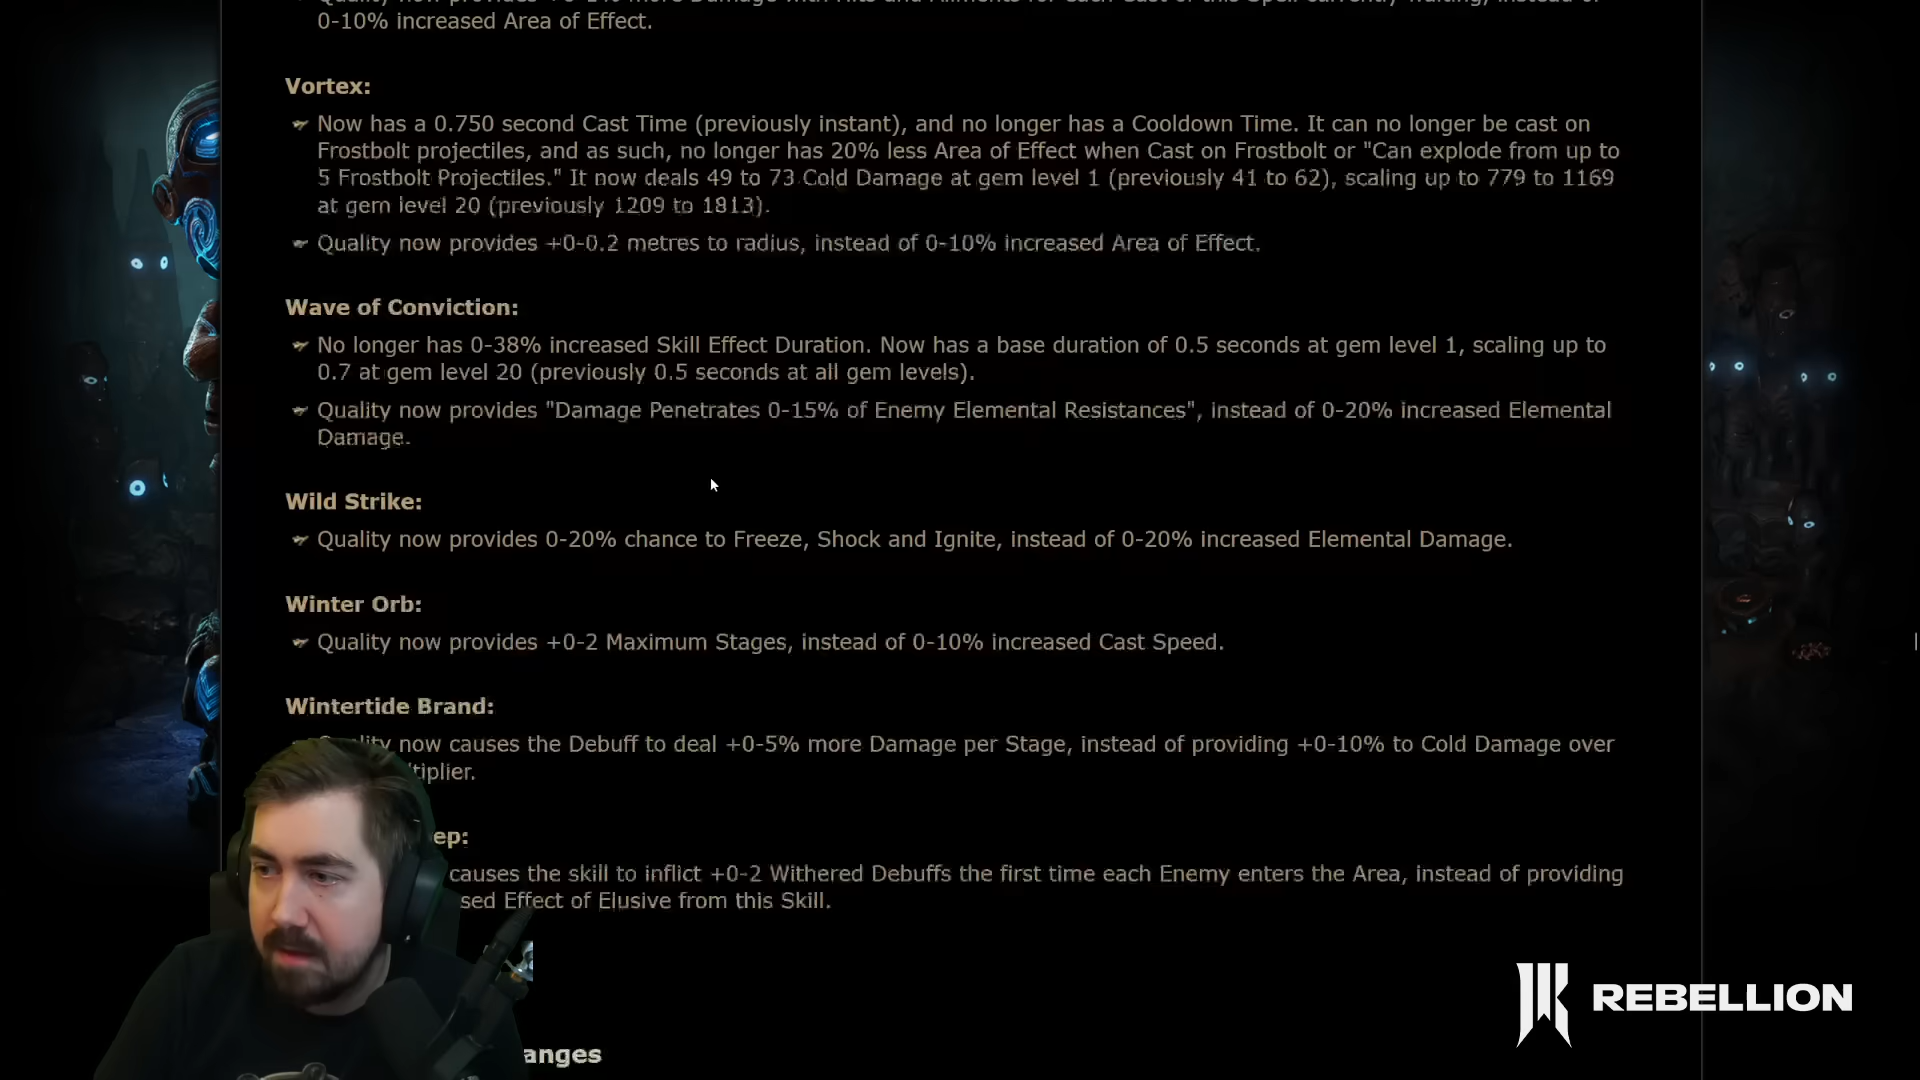 0-10% increased Area of Effect.
Vortex:
Now has a 0.750 second Cast Time (previously instant), and no longer has a Cooldown Time. It can no longer be cast on
Frostbolt projectiles, and as such, no longer has 20% less Area of Effect when Cast on Frostbolt or "Can explode from up to
5 Frostbolt Projectiles." It now deals 49 to 73 Cold Damage at gem level 1 (previously 41 to 62), scaling up to 779 to 1169
at gem level 20 (previously 1209 to 1813).
Quality now provides +0-0.2 metres to radius, instead of 0-10% increased Area of Effect.
Wave of Conviction:
No longer has 0-38% increased Skill Effect Duration. Now has a base duration of 0.5 seconds at gem level 1, scaling up to
0.7 at gem level 20 (previously 0.5 seconds at all gem levels).
Quality now provides "Damage Penetrates 0-15% of Enemy Elemental Resistances", instead of 0-20% increased Elemental
Damage.
Wild Strike:
Quality now provides 0-20% chance to Freeze, Shock and Ignite, instead of 0-20% increased Elemental Damage.
Winter Orb:
Quality now provides +0-2 Maximum Stages, instead of 0-10% increased Cast Speed.
Wintertide Brand:
Quality now causes the Debuff to deal +0-5% more Damage per Stage, instead of providing +0-10% to Cold Damage over
tiplier.
ep:
causes the skill to inflict +0-2 Withered Debuffs the first time each Enemy enters the Area, instead of providing
sed Effect of Elusive from this Skill.
REBELLION
anges